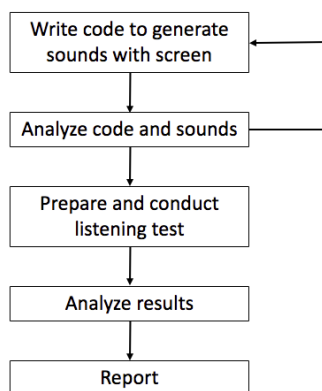 Write code to generate
sounds with screen
Analyze code and sounds
Prepare and conduct
listening test
Analyze results
Report